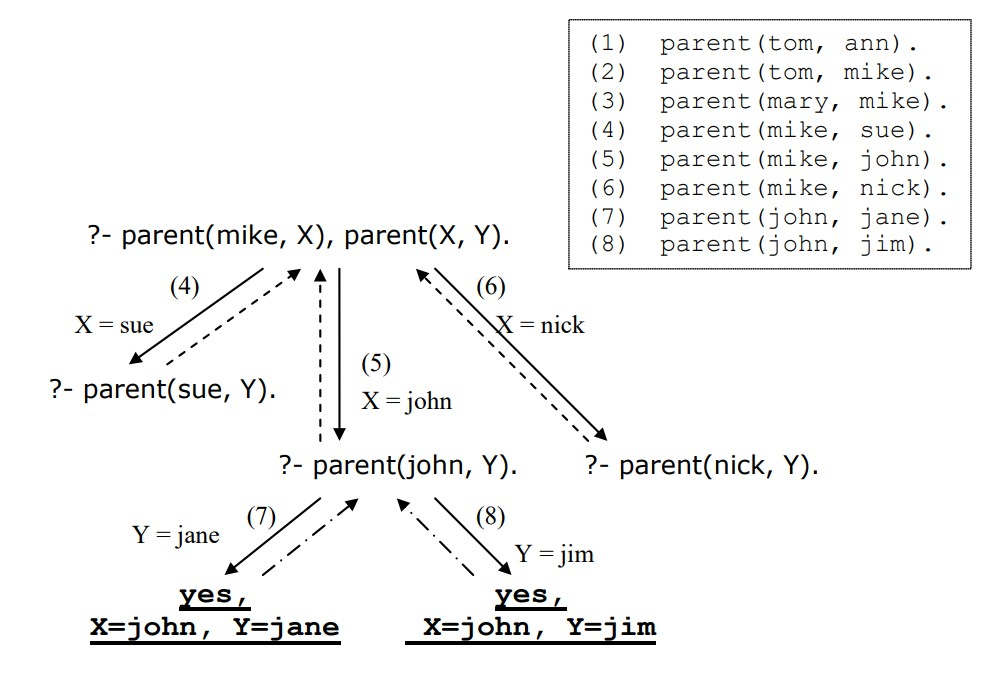 (1) parent(tom, ann).
(2) parent(tom, mike).
(3) parent(mary, mike).
(4) parent(mike, sue).
(5) parent(mike, john).
(6) parent(mike, nick).
(7) parent(john, jane).
(8) parent(john, jim).
?- parent(mike, X), parent(X, Y).
(4)
X = sue
(6)
X = nick
(5)
X = john
?- parent(sue, Y).
?- parent(john, Y).
?- parent(nick, Y).
(7)
Y = jane
(8)
Y = jim
yes,
X=john, Y=jane
yes,
X=john, Y=jim